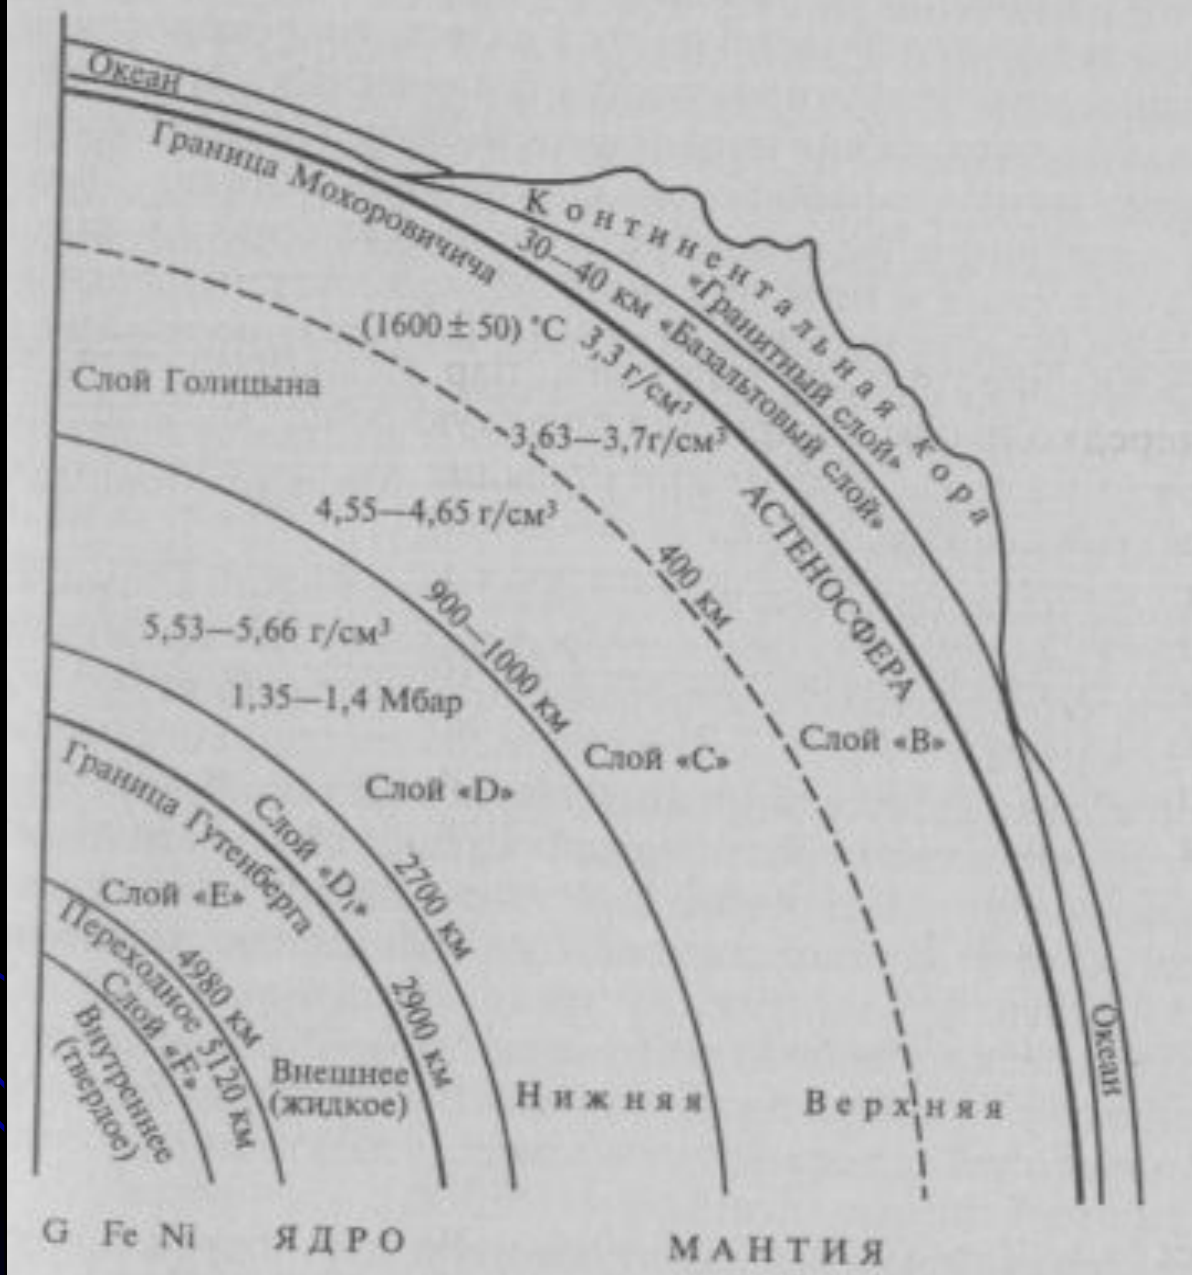 Океан
Граница Мохоровичича
Континентальная кора
«Гранитный слой»
30—40 км «Базальтовый слой»
(1600±50) °С 3,3 г/см³
Слой Голицына
3,63—3,7г/см³
АСТЕНОСФЕРА
4,55—4,65 г/см³
400 км
900—1000 км
5,53—5,66 г/см³
1,35—1,4 Мбар
Слой «В»
Слой «С»
Слой «D»
Граница Гутенберга
Слой «D₁»
2700 км
Слой «Е»
4980 км
2900 км
Переходное 5120 км
Слой «F»
Внутреннее
(твердое)
Внешнее
(жидкое)
Нижняя
Верхняя
Океан
G Fe Ni ЯДРО МАНТИЯ